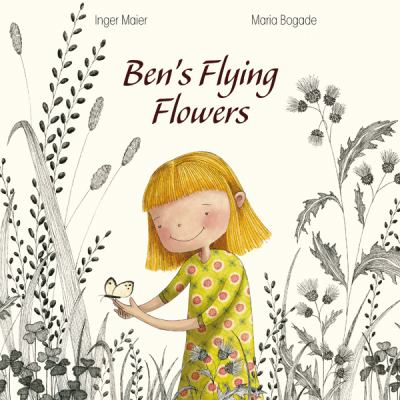 Inger Maier Maria Bogade
Ben's Flying
Flowers